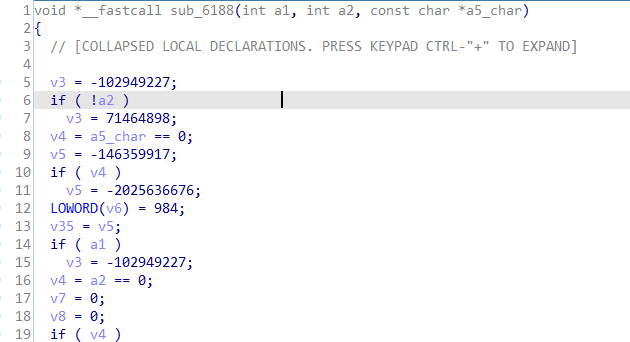 1 void *__fastcall sub_6188(int a1, int a2, const char *a5_char)
2 {
3 // [COLLAPSED LOCAL DECLARATIONS. PRESS KEYPAD CTRL-"+" TO EXPAND]
4
5 v3 = -102949227;
6 if ( !a2 )
7 v3 = 71464898;
8 v4 = a5_char == 0;
9 v5 = -146359917;
10 if ( v4 )
11 v5 = -2025636676;
12 LOWORD(v6) = 984;
13 v35 = v5;
14 if ( a1 )
15 v3 = -102949227;
16 v4 = a2 == 0;
17 v7 = 0;
18 v8 = 0;
19 if ( v4 )